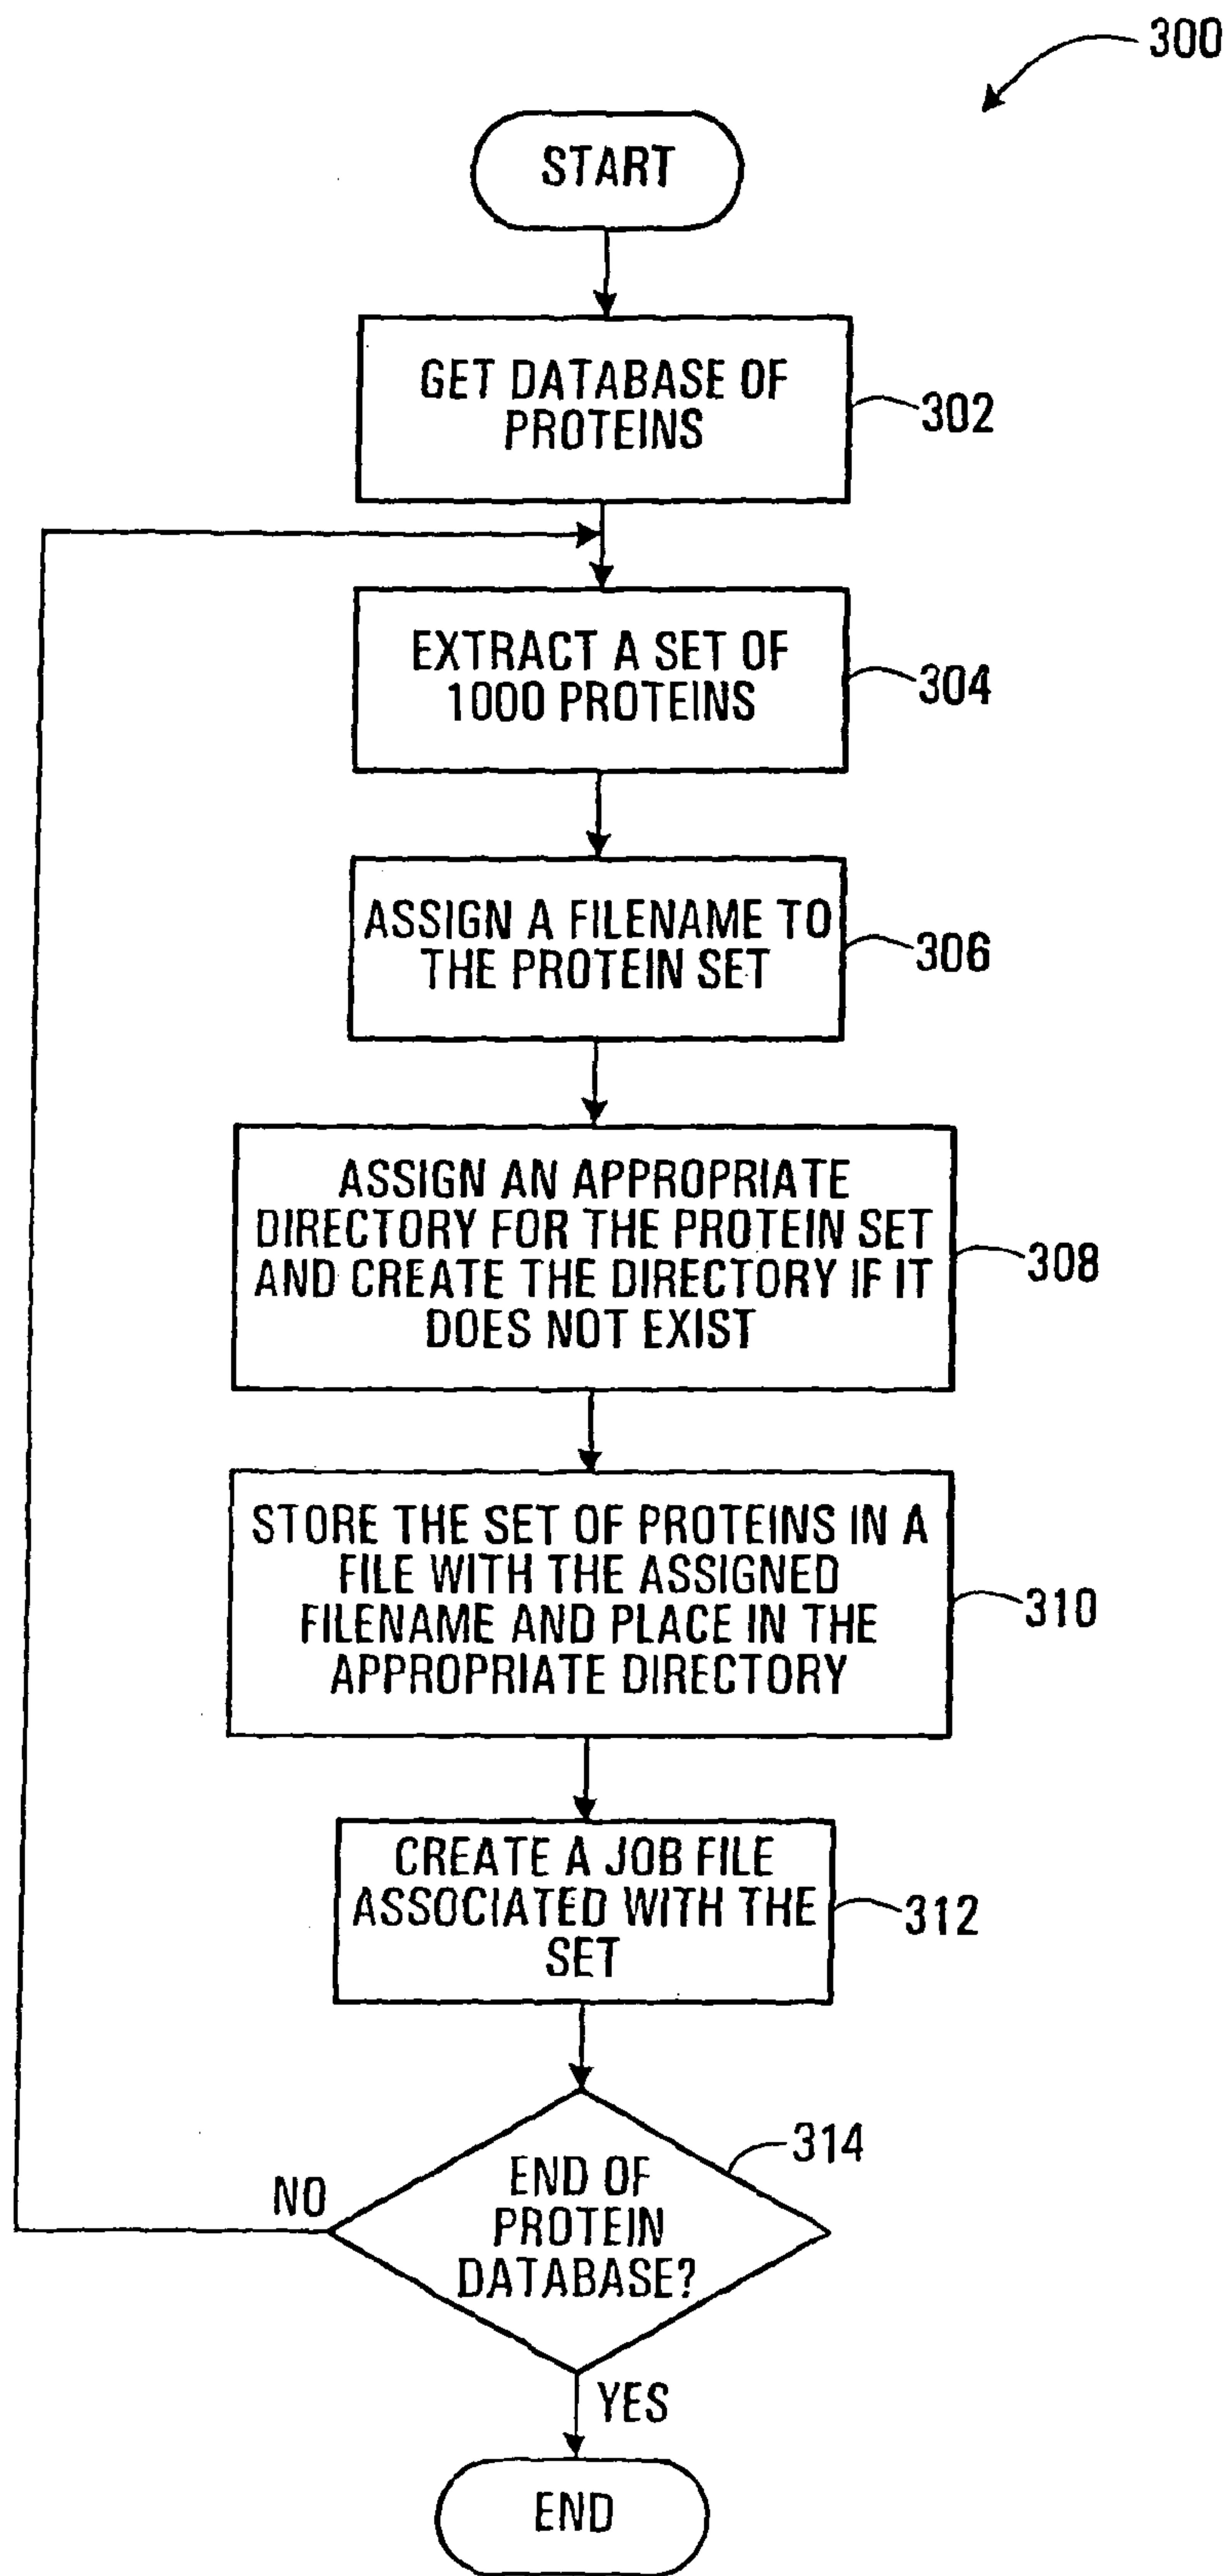 300
START
GET DATABASE OF
PROTEINS
302
EXTRACT A SET OF
1000 PROTEINS
304
ASSIGN A FILENAME TO
THE PROTEIN SET
306
ASSIGN AN APPROPRIATE
DIRECTORY FOR THE PROTEIN SET
AND CREATE THE DIRECTORY IF IT
DOES NOT EXIST
308
STORE THE SET OF PROTEINS IN A
FILE WITH THE ASSIGNED
FILENAME AND PLACE IN THE
APPROPRIATE DIRECTORY
310
CREATE A JOB FILE
ASSOCIATED WITH THE
SET
312
314
END OF
PROTEIN
DATABASE?
NO
YES
END